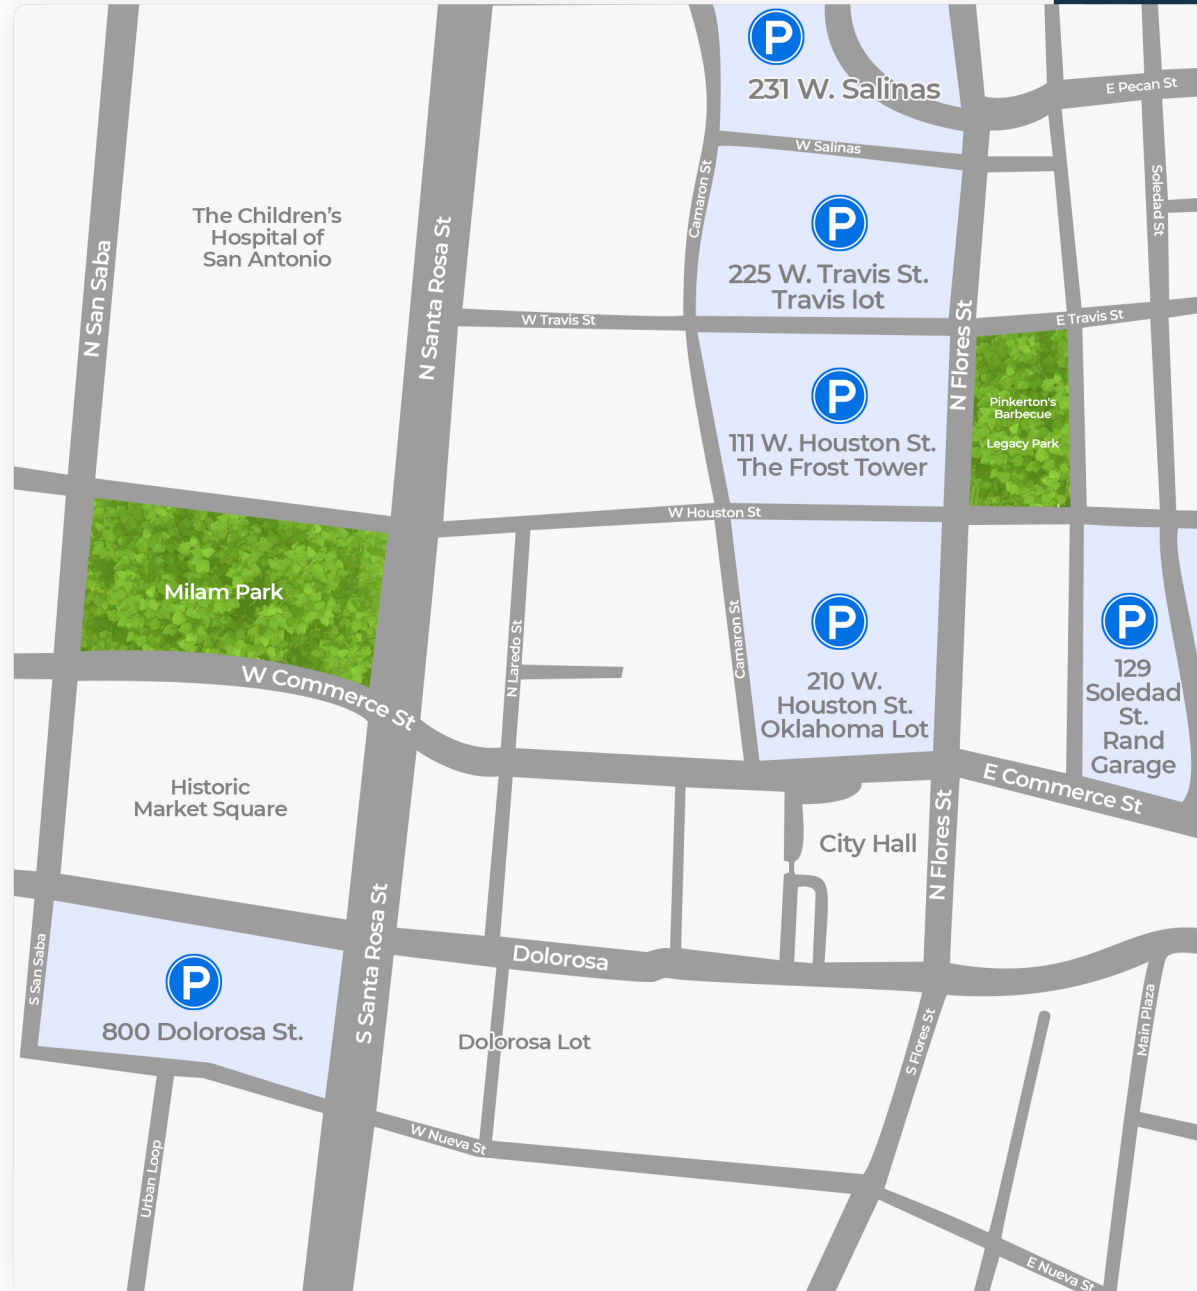 P
231 W. Salinas
E Pecan St
W Salinas
Camaron St
Soledad St
The Children’s
Hospital of
San Antonio
P
225 W. Travis St.
Travis lot
N San Saba
N Santa Rosa St
W Travis St
E Travis St
N Flores St
P
111 W. Houston St.
The Frost Tower
Pinkerton's
Barbecue
Legacy Park
W Houston St
Milam Park
W Commerce St
N Laredo St
Camaron St
P
210 W.
Houston St.
Oklahoma Lot
P
129
Soledad
St.
Rand
Garage
E Commerce St
Historic
Market Square
City Hall
N Flores St
S San Saba
P
800 Dolorosa St.
S Santa Rosa St
Dolorosa
Dolorosa Lot
S Flores St
Main Plaza
W Nueva St
Urban Loop
E Nueva St